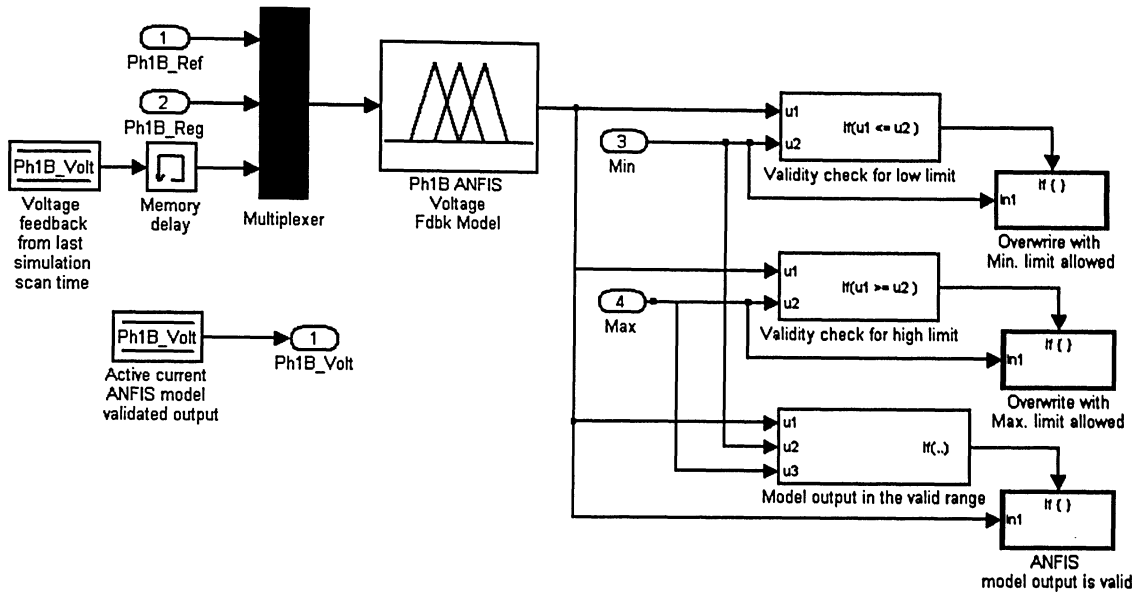 1
Ph1B_Ref
2
Ph1B_Reg
Ph1B_Volt
Voltage
feedback
from last
simulation
scan time
Memory
delay
Multiplexer
Ph1B ANFIS
Voltage
Fdbk Model
3
Min
u1
u2
If(u1 <= u2 )
Validity check for low limit
If { }
In1
Overwrire with
Min. limit allowed
4
Max
u1
u2
If(u1 >= u2 )
Validity check for high limit
If { }
In1
Overwrite with
Max. limit allowed
u1
u2
u3
If(..)
Model output in the valid range
If { }
In1
ANFIS
model output is valid
Ph1B_Volt
Active current
ANFIS model
validated output
1
Ph1B_Volt